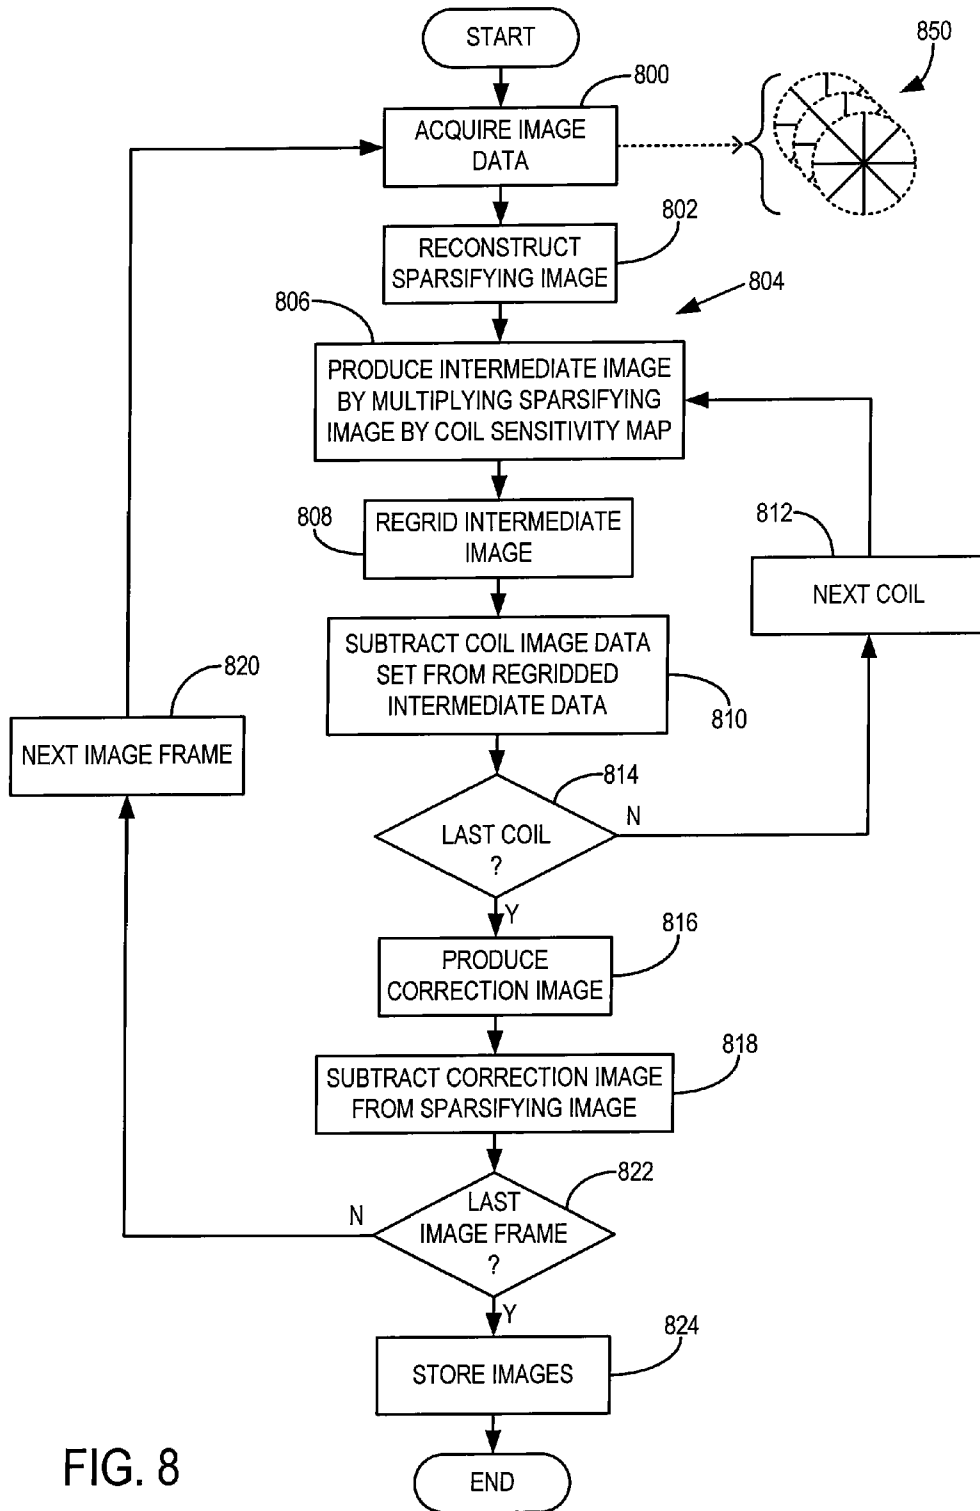 START
850
800
ACQUIRE IMAGE
DATA
802
RECONSTRUCT
SPARSIFYING IMAGE
804
806
PRODUCE INTERMEDIATE IMAGE
BY MULTIPLYING SPARSIFYING
IMAGE BY COIL SENSITIVITY MAP
808
REGRID INTERMEDIATE
IMAGE
812
NEXT COIL
SUBTRACT COIL IMAGE DATA
SET FROM REGRIDDED
INTERMEDIATE DATA
810
820
NEXT IMAGE FRAME
814
LAST COIL
?
N
Y
816
PRODUCE
CORRECTION IMAGE
818
SUBTRACT CORRECTION IMAGE
FROM SPARSIFYING IMAGE
822
LAST
IMAGE FRAME
?
N
Y
824
STORE IMAGES
END
FIG. 8